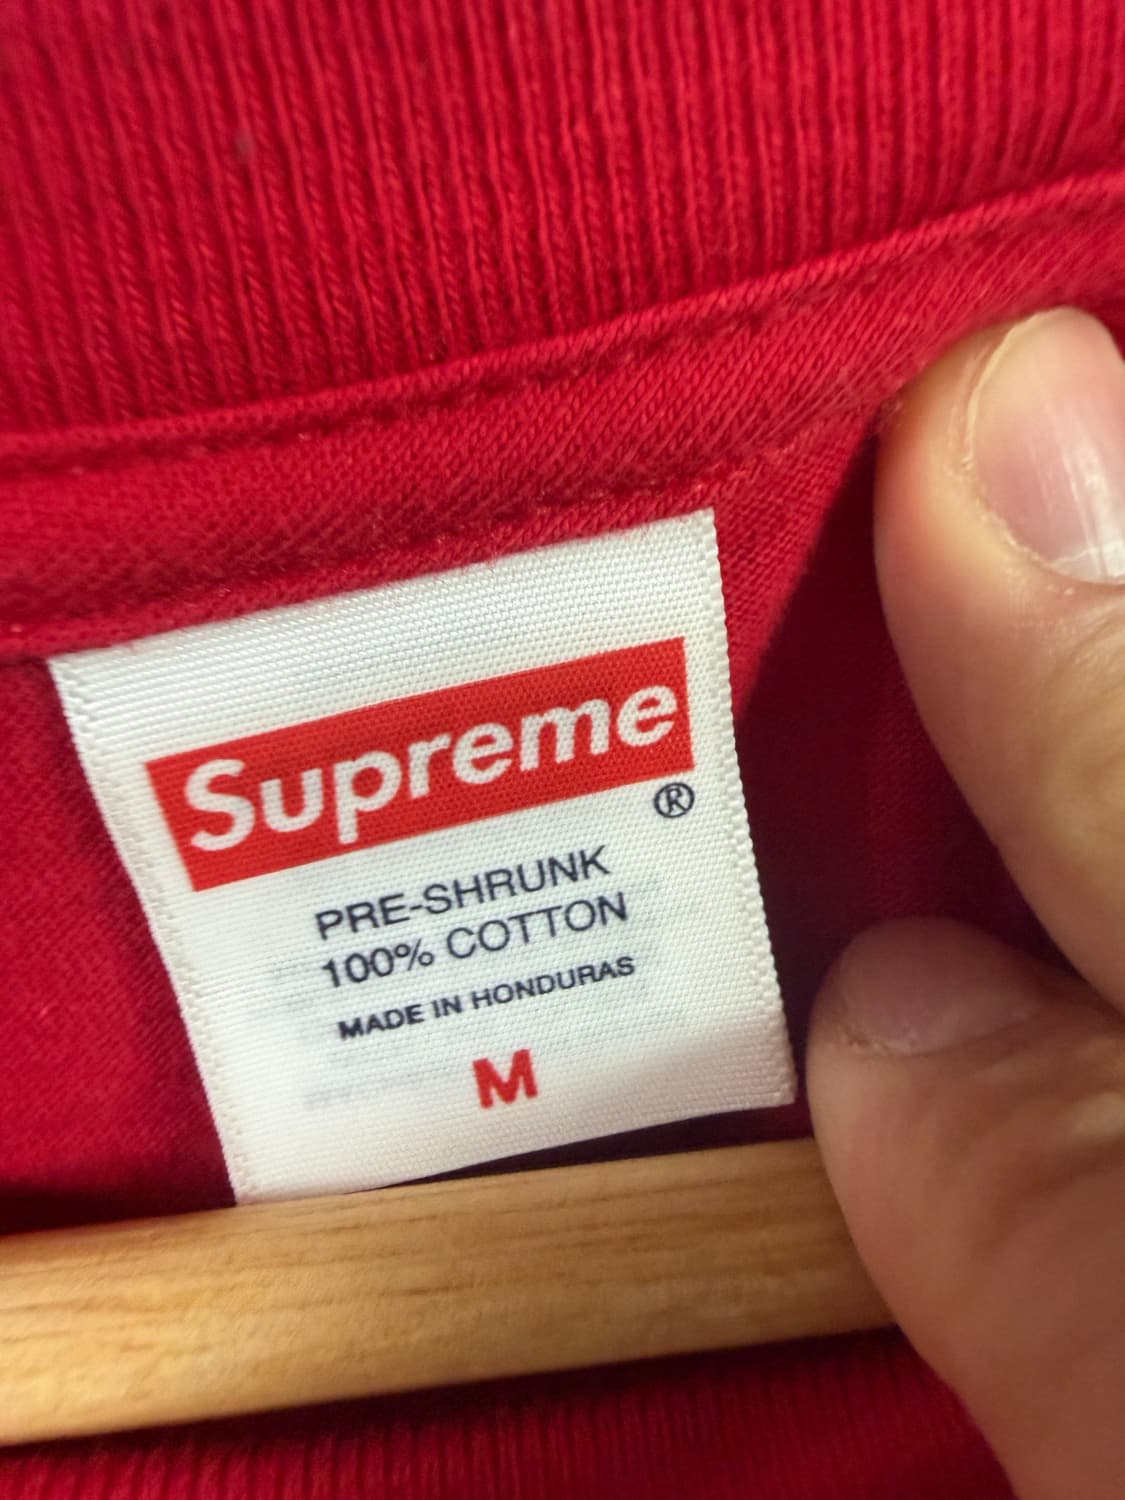 Supreme
®
PRE-SHRUNK
100% COTTON
MADE IN HONDURAS
M